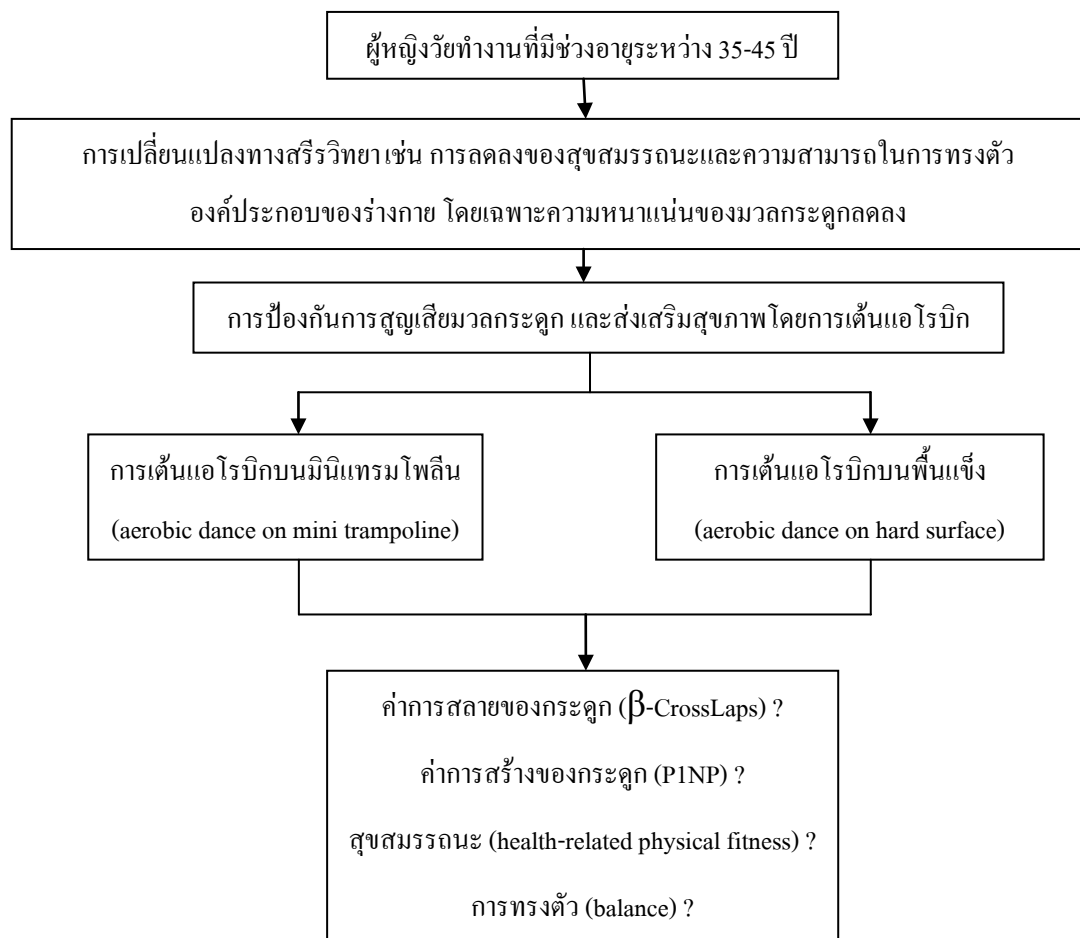 ผู้หญิงวัยทำงานที่มีช่วงอายุระหว่าง 35-45 ปี
การเปลี่ยนแปลงทางสรีรวิทยา เช่น การลดลงของสุขสมรรถนะและความสามารถในการทรงตัว
องค์ประกอบของร่างกาย โดยเฉพาะความหนาแน่นของมวลกระดูกลดลง
การป้องกันการสูญเสียมวลกระดูก และส่งเสริมสุขภาพโดยการเต้นแอโรบิก
การเต้นแอโรบิกบนมินิแทรมโพลีน
(aerobic dance on mini trampoline)
การเต้นแอโรบิกบนพื้นแข็ง
(aerobic dance on hard surface)
ค่าการสลายของกระดูก (β-CrossLaps) ?
ค่าการสร้างของกระดูก (P1NP) ?
สุขสมรรถนะ (health-related physical fitness) ?
การทรงตัว (balance) ?